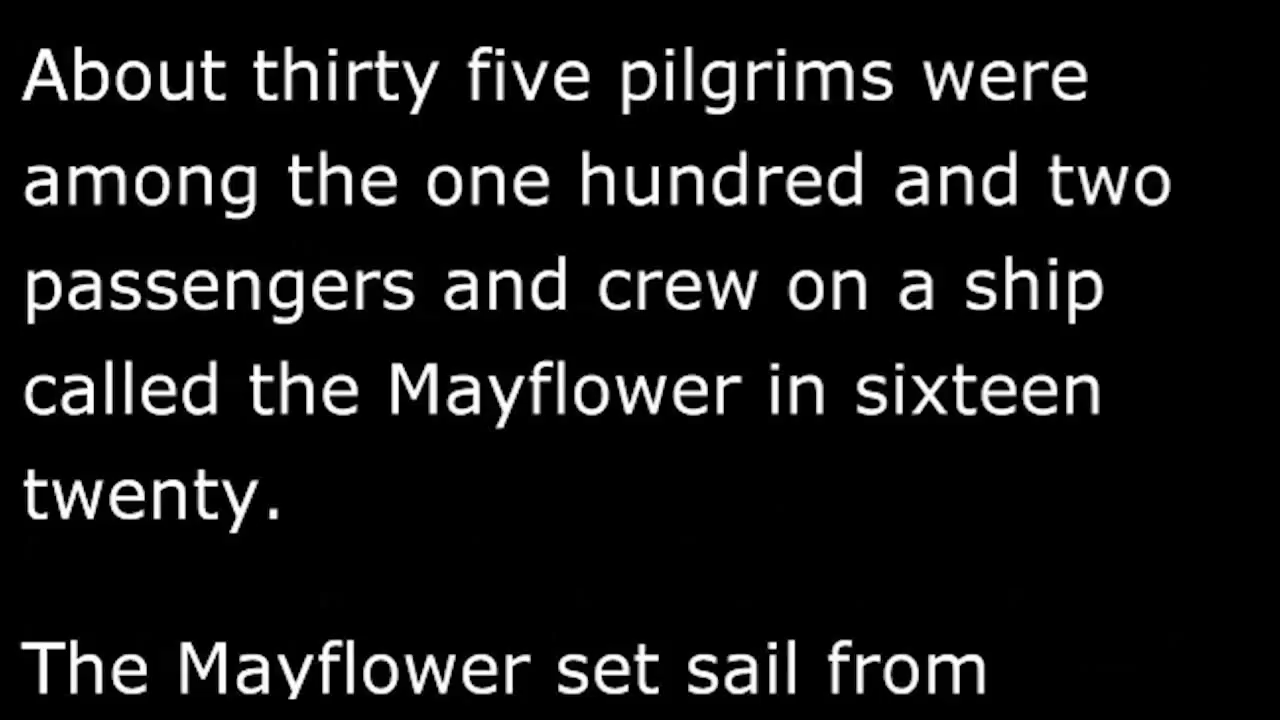 About thirty five pilgrims were
among the one hundred and two
passengers and crew on a ship
called the Mayflower in sixteen
twenty.
The Mayflower set sail from